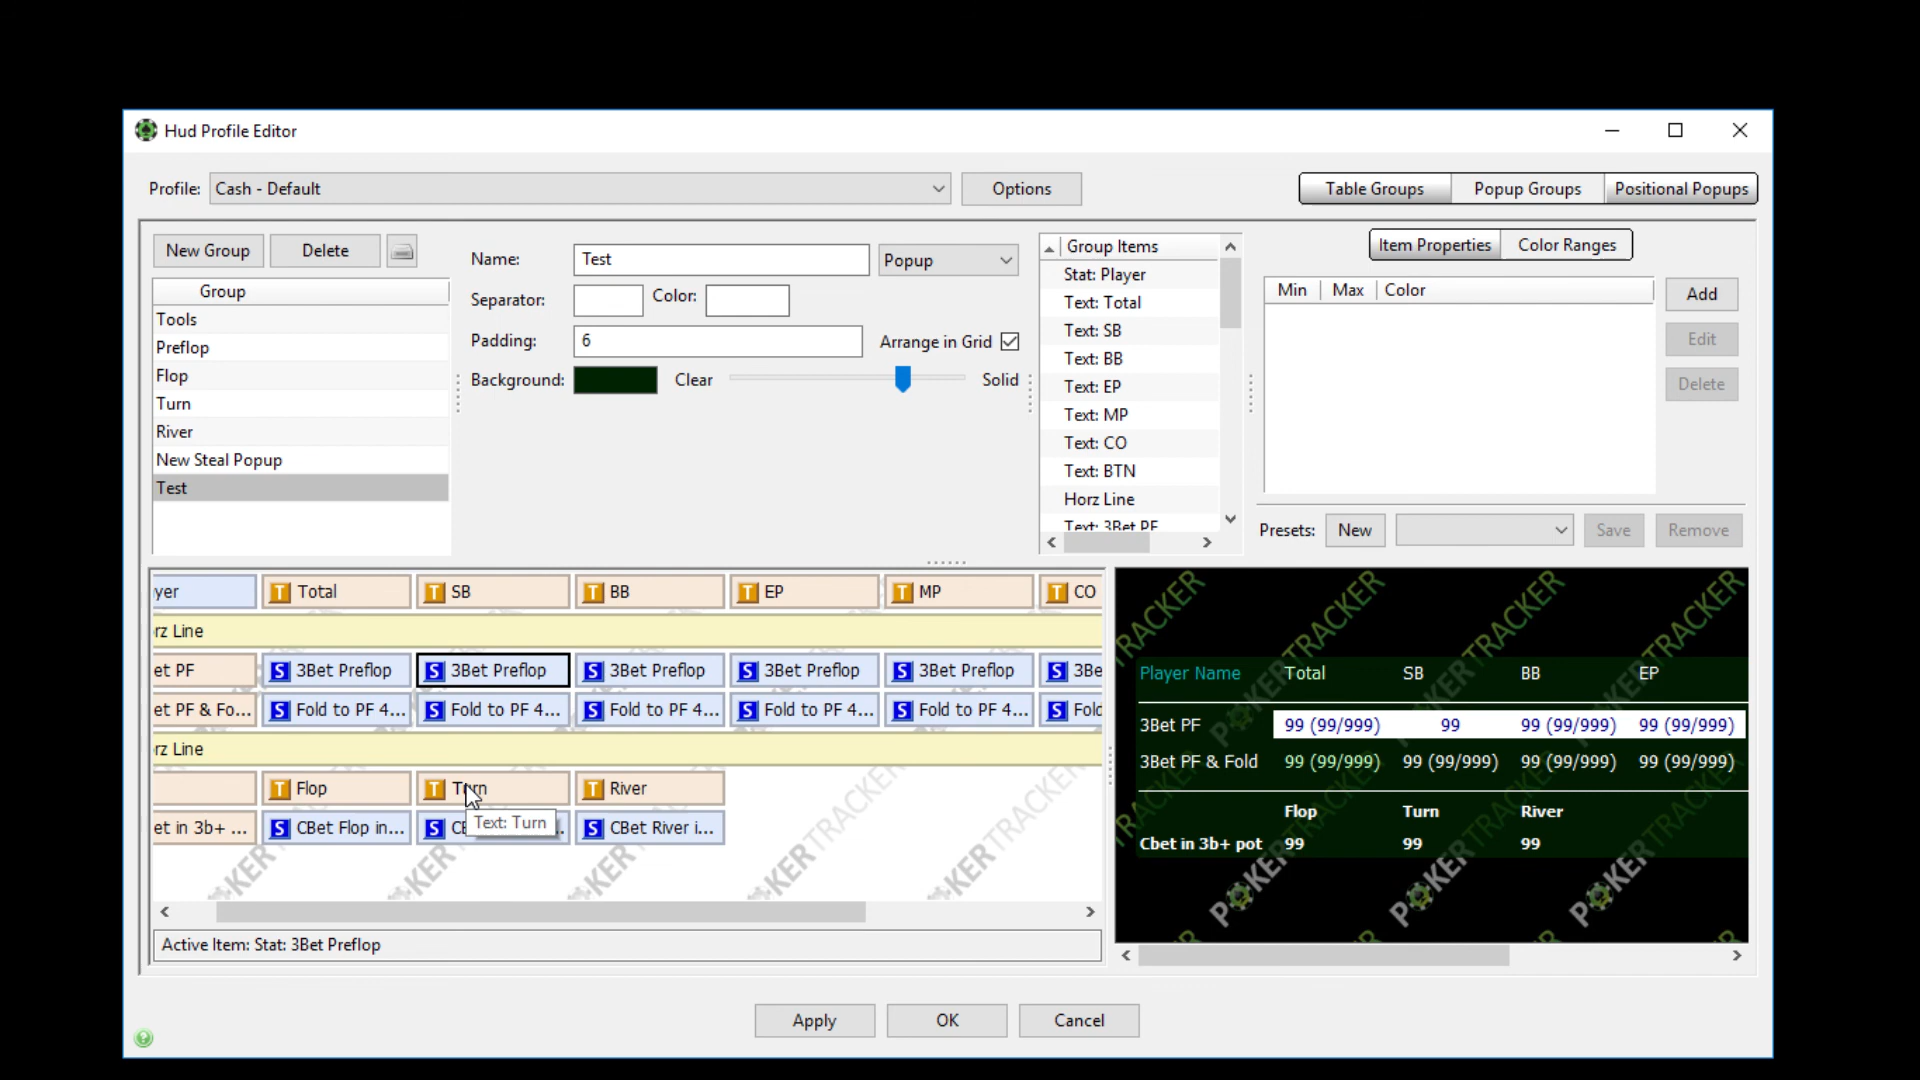 Hud Profile Editor
Profile: Cash - Default Options Table Groups Popup Groups Positional Popups
New Group Delete
Group
Tools
Preflop
Flop
Turn
River
New Steal Popup
Test
Name: Test Popup
Separator: Color:
Padding: 6 Arrange in Grid
Background: Clear Solid
Group Items
Stat: Player
Text: Total
Text: SB
Text: BB
Text: EP
Text: MP
Text: CO
Text: BTN
Horz Line
Text: 3Bet PF
Item Properties Color Ranges
Min Max Color
Add
Edit
Delete
Presets: New Save Remove
yer T Total T SB T BB T EP T MP T CO
rz Line
et PF S 3Bet Preflop S 3Bet Preflop S 3Bet Preflop S 3Bet Preflop S 3Bet Preflop S 3Be
et PF & Fo... S Fold to PF 4... S Fold to PF 4... S Fold to PF 4... S Fold to PF 4... S Fold to PF 4... S Fold
rz Line
T Flop T Turn T River
Text: Turn
et in 3b+ ... S CBet Flop in... S CB ... S CBet River i...
Active Item: Stat: 3Bet Preflop
POKERTRACKER
Player Name Total SB BB EP
3Bet PF 99 (99/999) 99 99 (99/999) 99 (99/999)
3Bet PF & Fold 99 (99/999) 99 (99/999) 99 (99/999) 99 (99/999)
Flop Turn River
Cbet in 3b+ pot 99 99 99
Apply OK Cancel